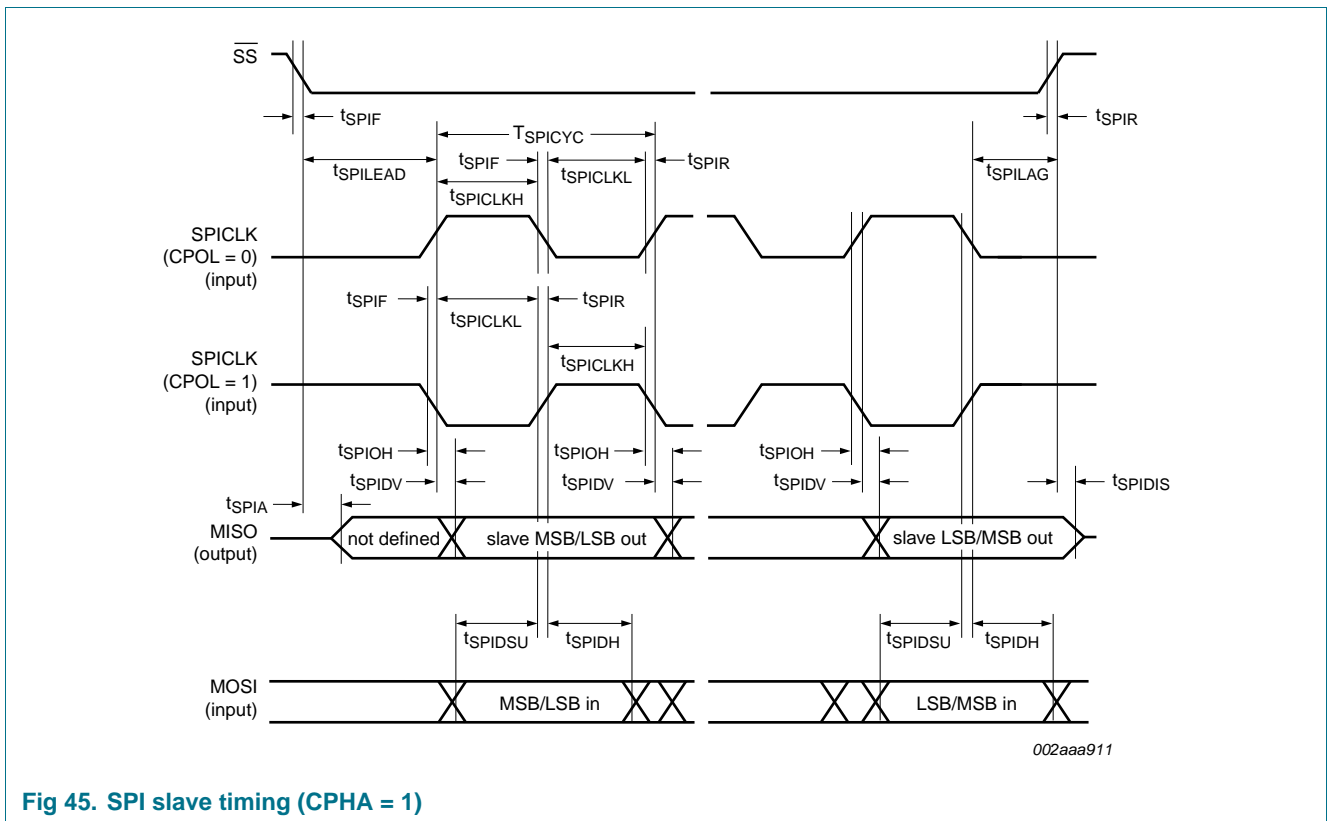 SS
tSPIF
TSPICYC
tSPIR
tSPILEAD
tSPIF
tSPICLKL
tSPIR
tSPILAG
tSPICLKH
SPICLK
(CPOL = 0)
(input)
tSPIF
tSPICLKL
tSPIR
SPICLK
(CPOL = 1)
(input)
tSPICLKH
tSPIOH
tSPIOH
tSPIOH
tSPIDV
tSPIDV
tSPIDV
tSPIDIS
tSPIA
MISO
(output)
not defined
slave MSB/LSB out
slave LSB/MSB out
tSPIDSU
tSPIDH
tSPIDSU
tSPIDH
MOSI
(input)
MSB/LSB in
LSB/MSB in
002aaa911
Fig 45. SPI slave timing (CPHA = 1)